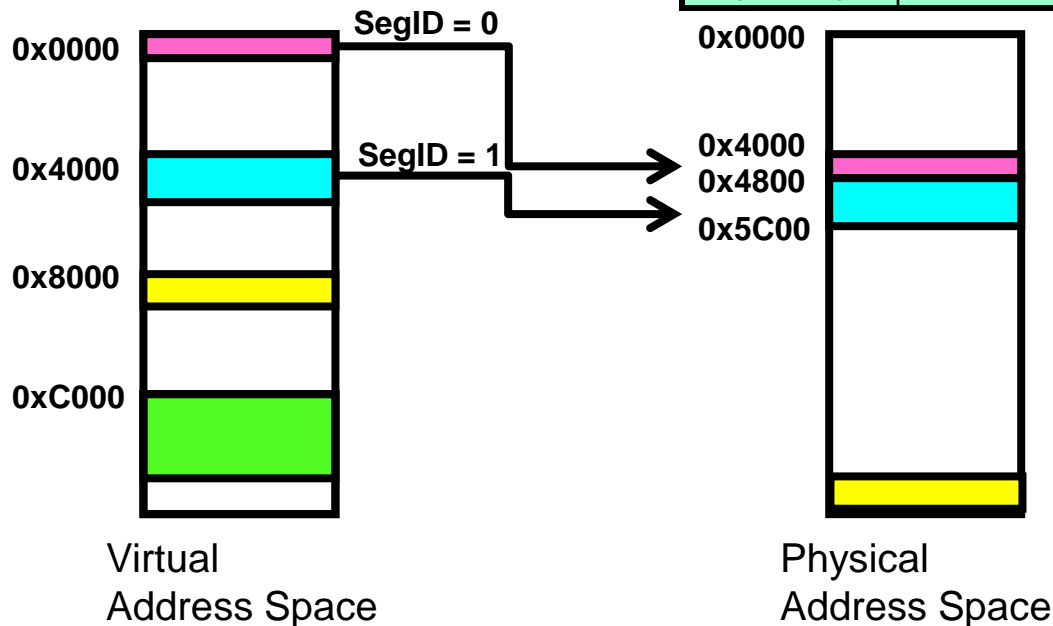 SegID = 0
0x0000
0x4000
SegID = 1
0x8000
0xC000
Virtual
Address Space
0x0000
0x4000
0x4800
0x5C00
Physical
Address Space